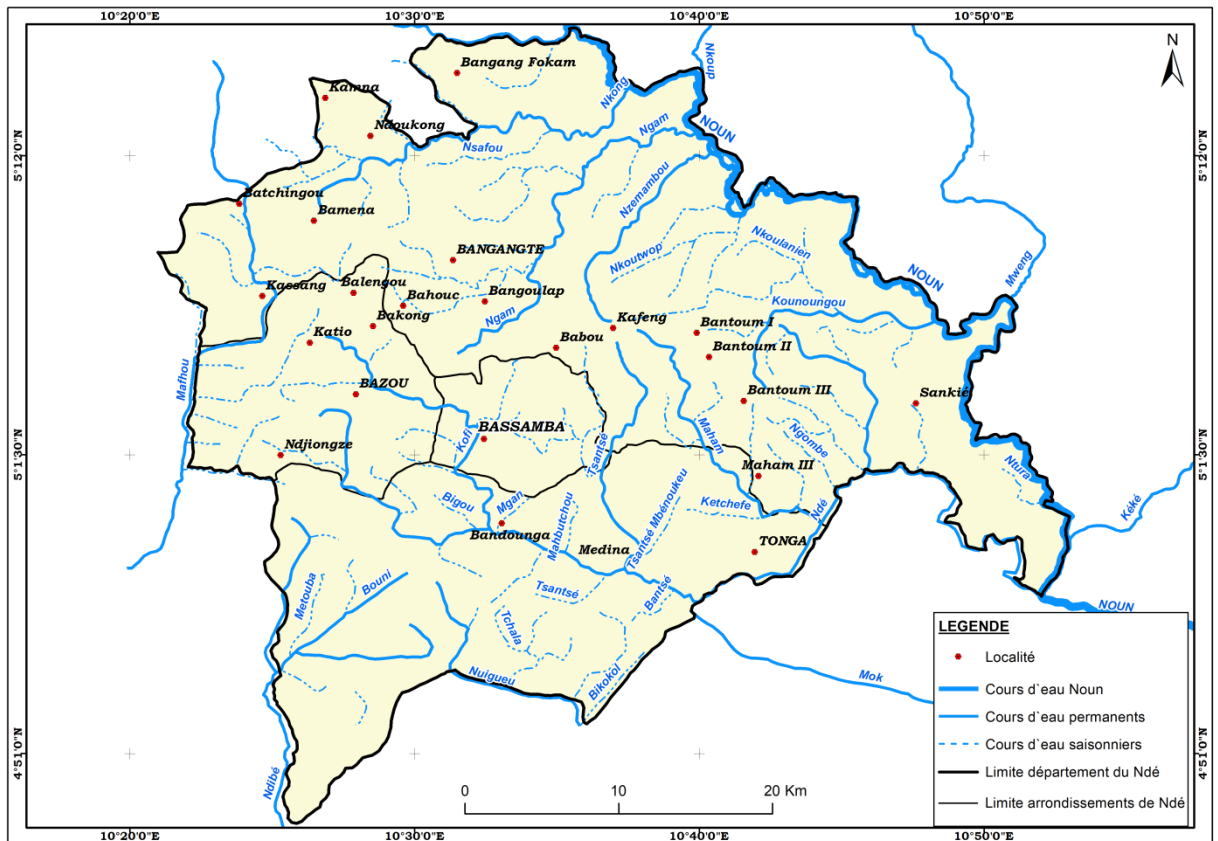 10°20'0"E 10°30'0"E 10°40'0"E 10°50'0"E
N
Nkoup
Bangang Fokam
Kamna
Nkong
Ndoukong
Ngam
NOUN
5°12'0"N
5°12'0"N
Nsafou
Nzemambou
Batchingou
Bamena
Nkoulanien
BANGANGTE
Nkoutwop
NOUN
Mweng
Kassang
Balengou
Bahouc
Bangoulap
Kounoungou
Bakong
Ngam
Kafeng
Bantoum I
Katio
Babou
Bantoum II
Mafhou
BAZOU
Bantoum III
Sankié
BASSAMBA
Kofi
Tsantsé
Maham
Ngombe
Ndjiongze
5°1'30"N
5°1'30"N
Maham III
Ntura
Bigou
Mgan
Mahbutchou
Tsantsé Mbénoukeu
Ketchefe
Ndé
Kéké
Bandounga
Medina
TONGA
Metouba
Bouni
Tsantsé
Bantsé
NOUN
Tchala
Nuigueu
Bikokol
Mok
4°51'0"N
4°51'0"N
Ndibé
0 10 20 Km
LEGENDE
Localité
Cours d`eau Noun
Cours d`eau permanents
Cours d`eau saisonniers
Limite département du Ndé
Limite arrondissements de Ndé
10°20'0"E 10°30'0"E 10°40'0"E 10°50'0"E